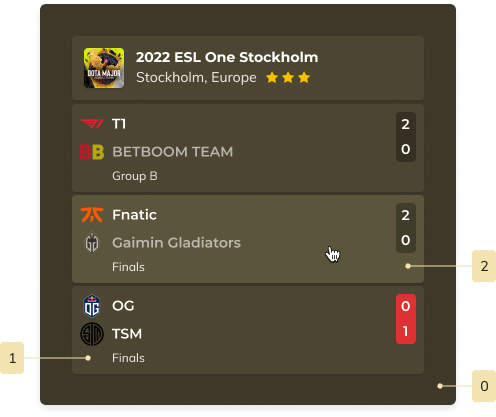 2022 ESL One Stockholm
Stockholm, Europe
DOTA MAJOR
T1
2
BETBOOM TEAM
0
Group B
Fnatic
2
Gaimin Gladiators
0
Finals
2
OG
0
TSM
1
Finals
1
0